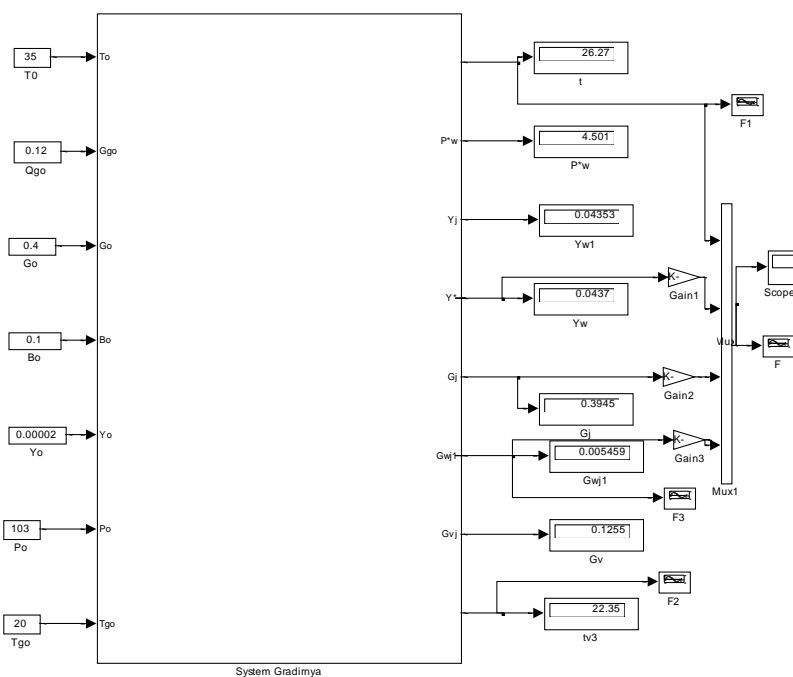 35
T0
To
0.12
Qgo
Ggo
0.4
Go
Go
0.1
Bo
Bo
0.00002
Yo
Yo
103
Po
Po
20
Tgo
Tgo
System Gradirnya
26.27
t
F1
P*w
4.501
P*w
Yj
0.04353
Yw1
Y*
0.0437
Yw
K-
Gain1
Gj
0.3945
Gj
K-
Gain2
Gwj1
0.005459
Gwj1
K-
Gain3
F3
Gvj
0.1255
Gv
F2
22.35
tv3
Mux
Mux1
Scope
F